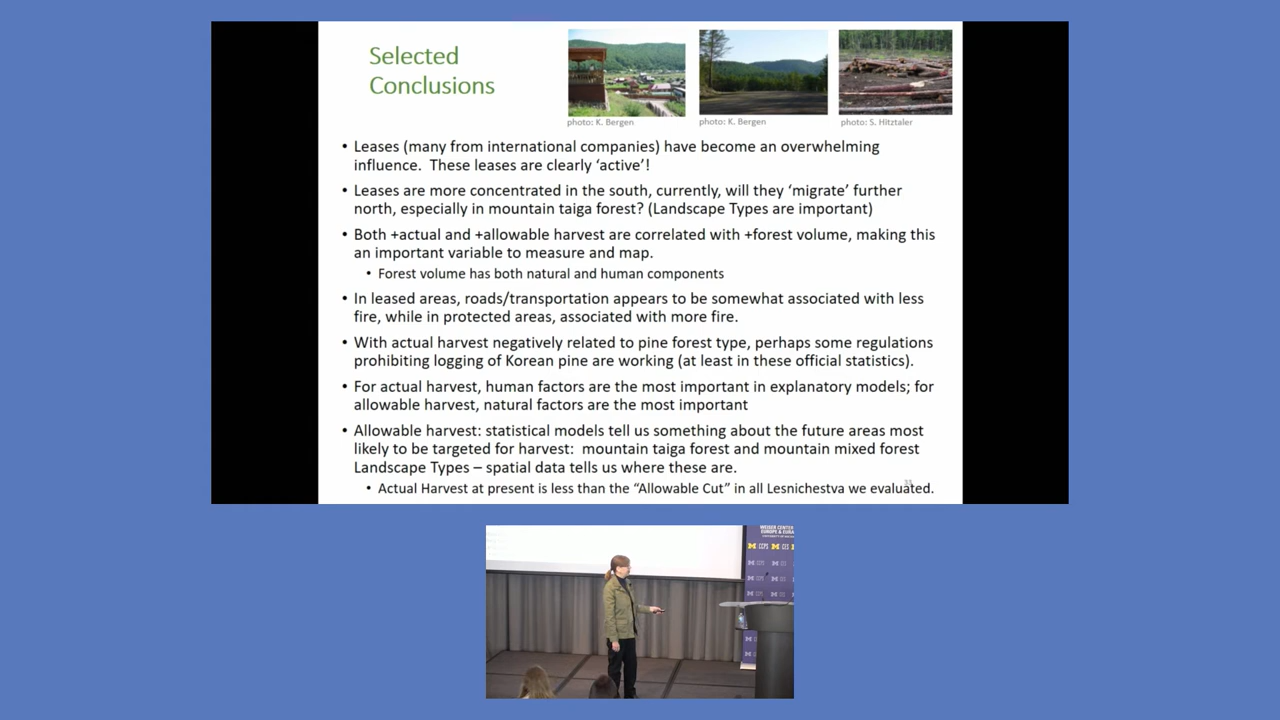 Selected
Conclusions
photo: K. Bergen
photo: K. Bergen
photo: S. Hitztaler
• Leases (many from international companies) have become an overwhelming
influence.  These leases are clearly ‘active’!
• Leases are more concentrated in the south, currently, will they ‘migrate’ further
north, especially in mountain taiga forest? (Landscape Types are important)
• Both +actual and +allowable harvest are correlated with +forest volume, making this
an important variable to measure and map.
• Forest volume has both natural and human components
• In leased areas, roads/transportation appears to be somewhat associated with less
fire, while in protected areas, associated with more fire.
• With actual harvest negatively related to pine forest type, perhaps some regulations
prohibiting logging of Korean pine are working (at least in these official statistics).
• For actual harvest, human factors are the most important in explanatory models; for
allowable harvest, natural factors are the most important
• Allowable harvest: statistical models tell us something about the future areas most
likely to be targeted for harvest:  mountain taiga forest and mountain mixed forest
Landscape Types – spatial data tells us where these are.
• Actual Harvest at present is less than the “Allowable Cut” in all Lesnichestva we evaluated.
WEISER CENTER
EUROPE & EURA
M